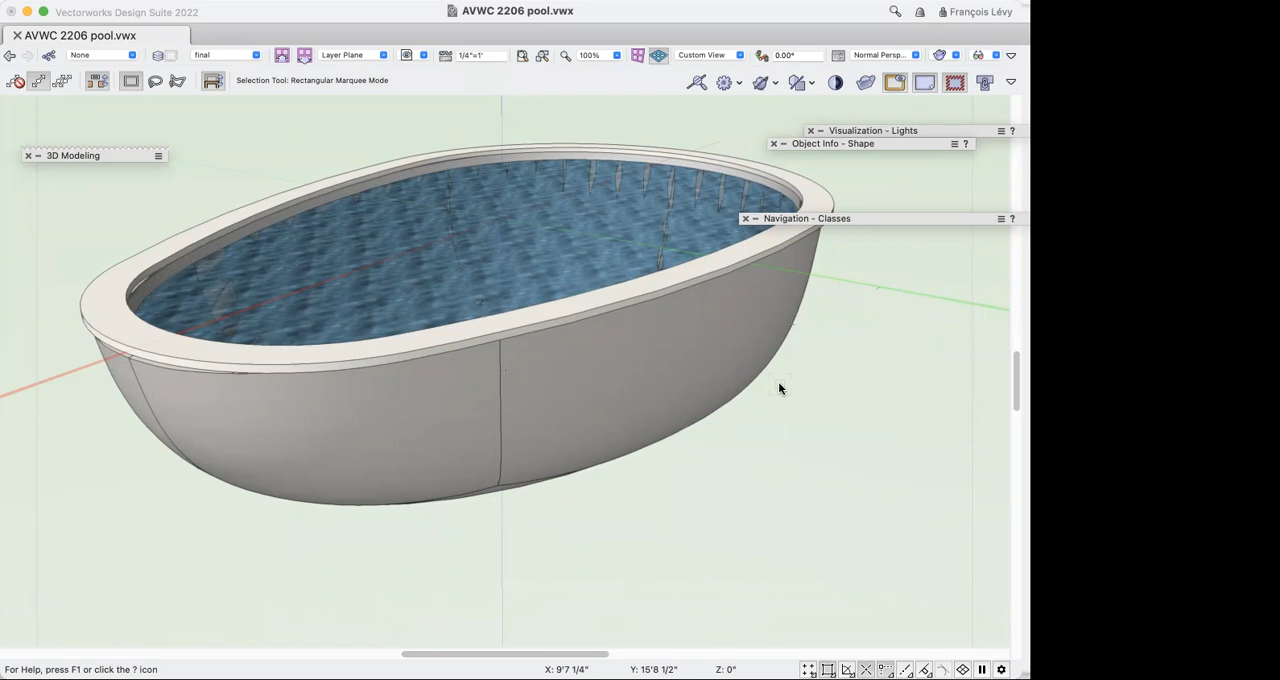 Vectorworks Design Suite 2022
AVWC 2206 pool.vwx
François Lévy
AVWC 2206 pool.vwx
None
final
Layer Plane
1/4"=1'
100%
Custom View
0.00°
Normal Persp...
Selection Tool: Rectangular Marquee Mode
Visualization - Lights
?
Object Info - Shape
?
3D Modeling
Navigation - Classes
?
For Help, press F1 or click the ? icon
X: 9'7 1/4"
Y: 15'8 1/2"
Z: 0"